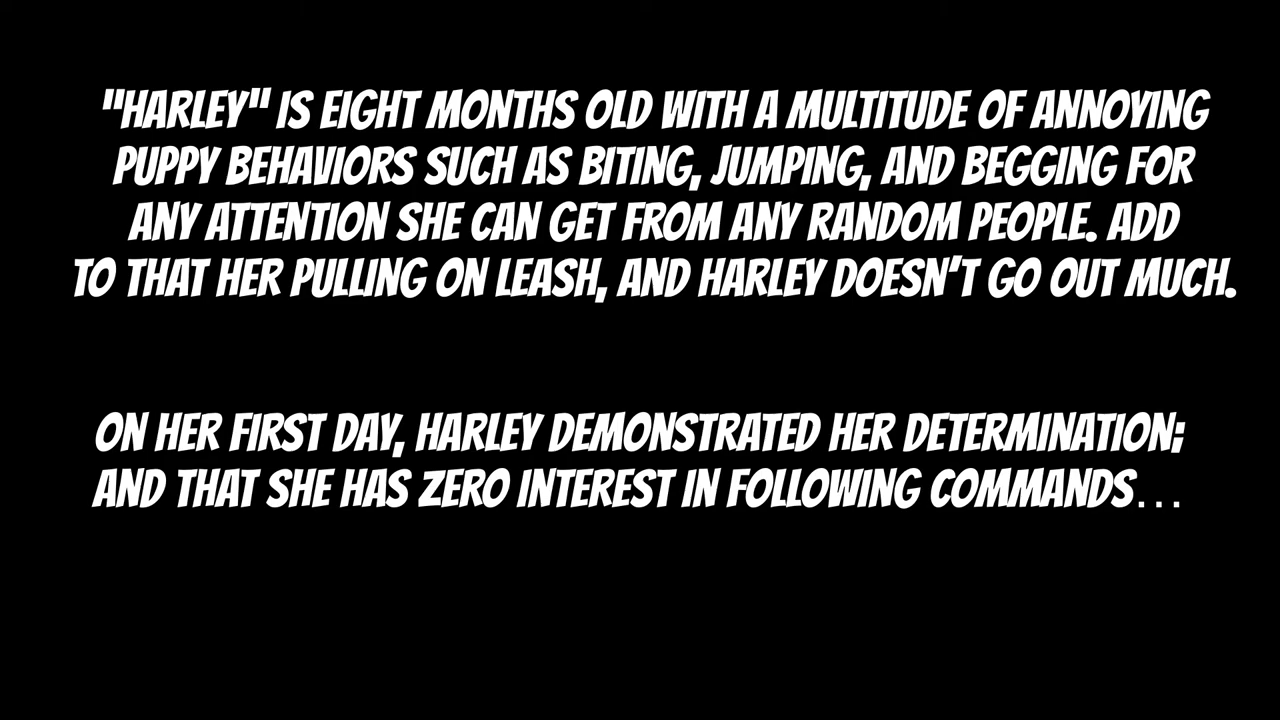 "HARLEY" IS EIGHT MONTHS OLD WITH A MULTITUDE OF ANNOYING
PUPPY BEHAVIORS SUCH AS BITING, JUMPING, AND BEGGING FOR
ANY ATTENTION SHE CAN GET FROM ANY RANDOM PEOPLE. ADD
TO THAT HER PULLING ON LEASH, AND HARLEY DOESN'T GO OUT MUCH.
ON HER FIRST DAY, HARLEY DEMONSTRATED HER DETERMINATION;
AND THAT SHE HAS ZERO INTEREST IN FOLLOWING COMMANDS...